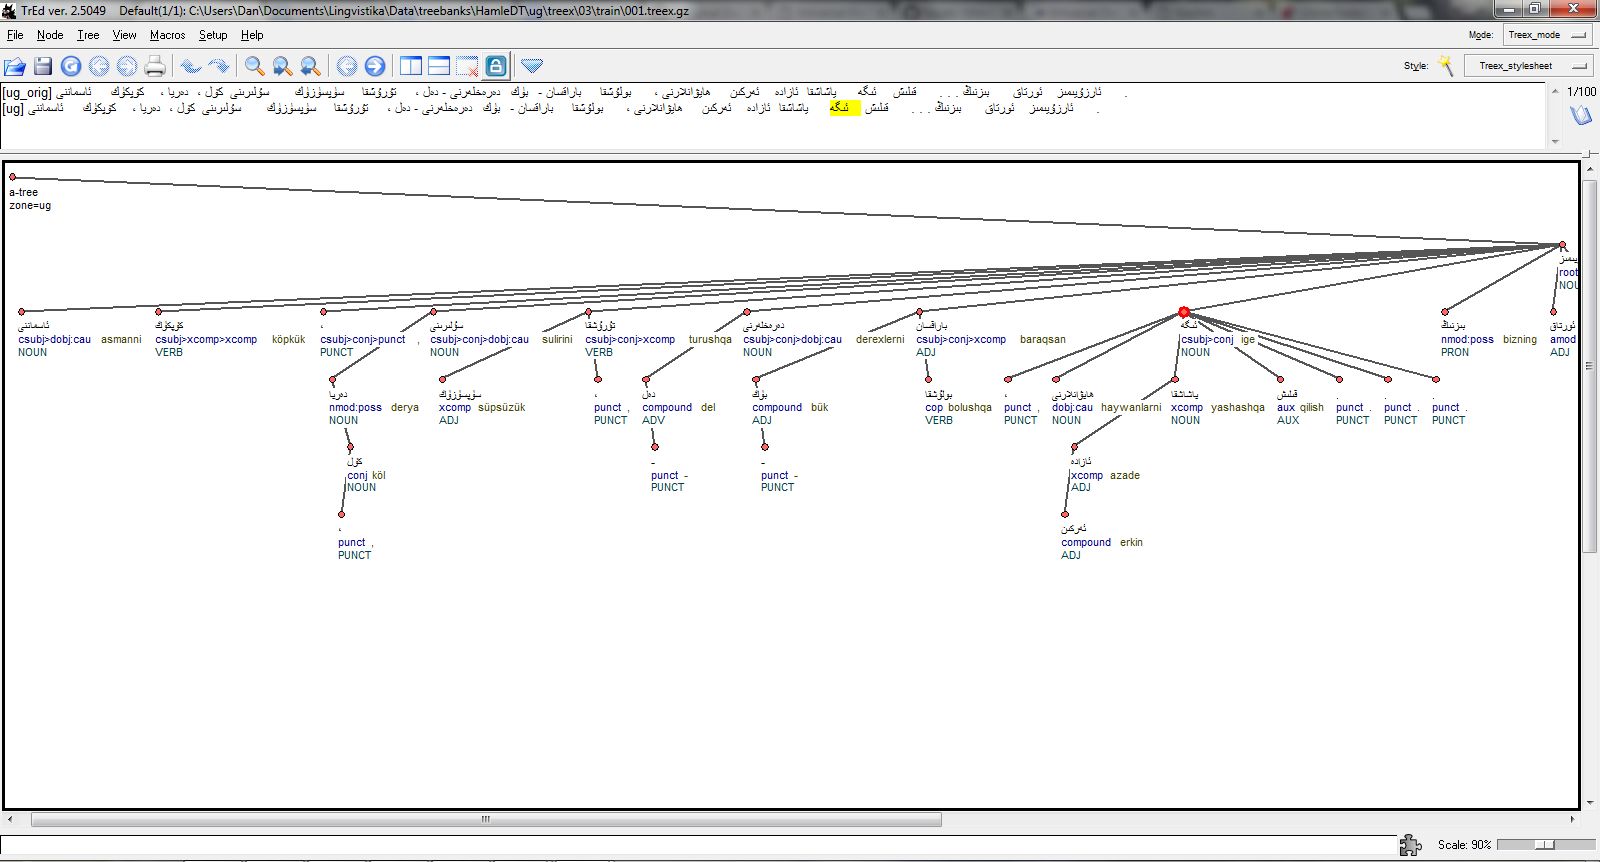 TrEd ver. 2.5049 Default(1/1): C:\Users\Dan\Documents\Lingvistika\Data\treebanks\HamleDT\ug\treex\03\train\001.treex.gz
File Node Tree View Macros Setup Help
Mode: Treex_mode
Style: Treex_stylesheet
[ug_orig] ئاسماننى كۆپكۆك ، دەريا ، كۆل سۇلىرىنى سۈپسۈزۈك تۇرۇشقا ، دەل - دەرەخلەرنى بۈك - باراقسان بولۇشقا ، ھايۋانلارنى ئەركىن ئازادە ياشاشقا ئىگە قىلىش . . . بىزنىڭ ئورتاق ئارزۇيىمىز .
1/100
[ug] ئاسماننى كۆپكۆك ، دەريا ، كۆل سۇلىرىنى سۈپسۈزۈك تۇرۇشقا ، دەل - دەرەخلەرنى بۈك - باراقسان بولۇشقا ، ھايۋانلارنى ئەركىن ئازادە ياشاشقا ئىگە قىلىش . . . بىزنىڭ ئورتاق ئارزۇيىمىز .
a-tree
zone=ug
root
NOU
ئاسماننى كۆپكۆك ، سۇلىرىنى تۇرۇشقا دەرەخلەرنى باراقسان ئىگە بىزنىڭ ئورتاق
csubj>dobj:cau asmanni csubj>xcomp>xcomp köpkük csubj>conj>punct , csubj>conj>dobj:cau sulirini csubj>conj>xcomp turushqa csubj>conj>dobj:cau derexlerni csubj>conj>xcomp baraqsan csubj>conj ige nmod:poss bizning amod
NOUN VERB PUNCT NOUN VERB NOUN ADJ NOUN PRON ADJ
دەريا سۈپسۈزۈك ، دەل بۈك بولۇشقا ، ھايۋانلارنى ياشاشقا قىلىش . . .
nmod:poss derya xcomp süpsüzük punct , compound del compound bük cop bolushqa punct , dobj:cau haywanlarni xcomp yashashqa aux qilish punct . punct . punct .
NOUN ADJ PUNCT ADV ADJ VERB PUNCT NOUN NOUN AUX PUNCT PUNCT PUNCT
كۆل - - ئازادە
conj köl punct - punct - xcomp azade
NOUN PUNCT PUNCT ADJ
، ئەركىن
punct , compound erkin
PUNCT ADJ
Scale: 90%